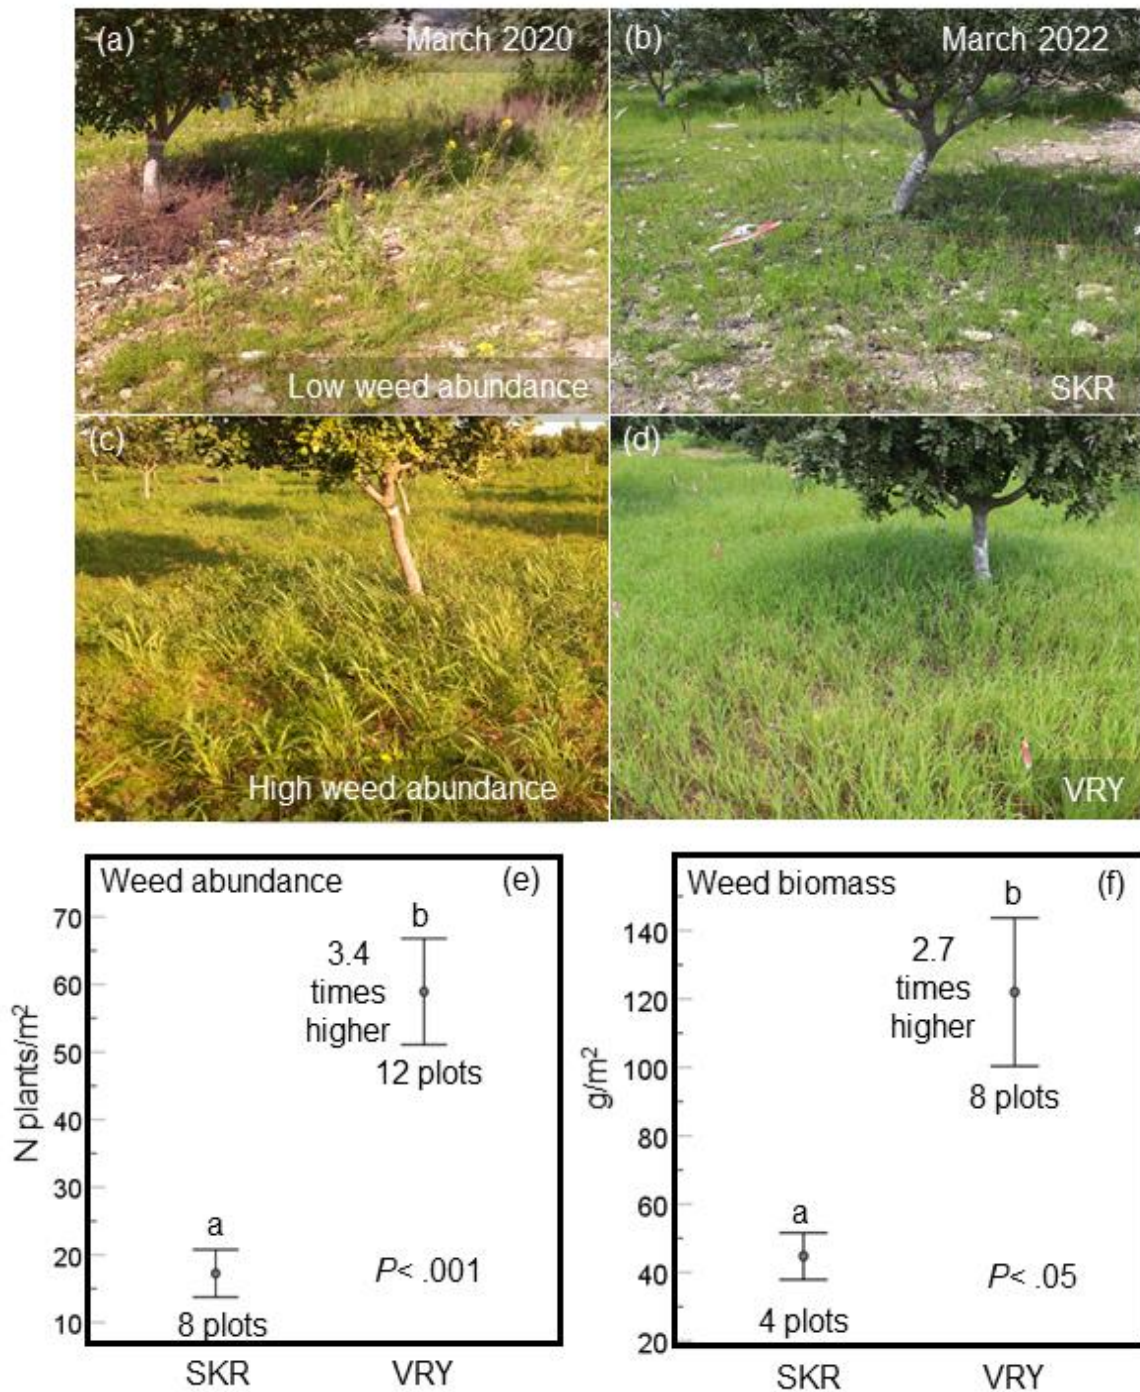 (a)
March 2020
(b)
March 2022
Low weed abundance
SKR
(c)
(d)
High weed abundance
VRY
Weed abundance
(e)
70
60
50
40
30
20
10
N plants/m²
b
3.4
times
higher
12 plots
a
8 plots
P< .001
SKR
VRY
Weed biomass
(f)
140
120
100
80
60
40
20
g/m²
b
2.7
times
higher
8 plots
a
4 plots
P< .05
SKR
VRY